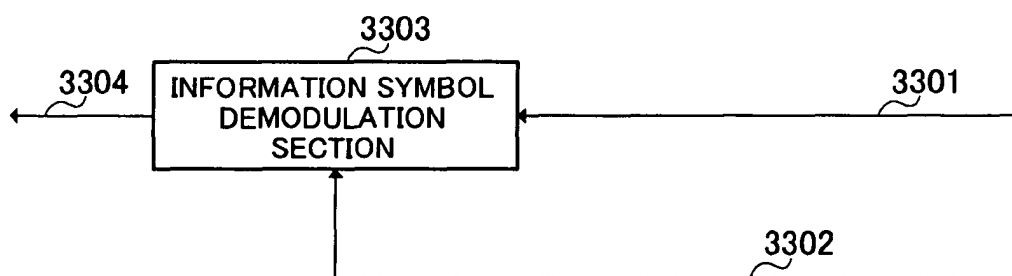 3303
3304
INFORMATION SYMBOL
DEMODULATION
SECTION
3301
3302